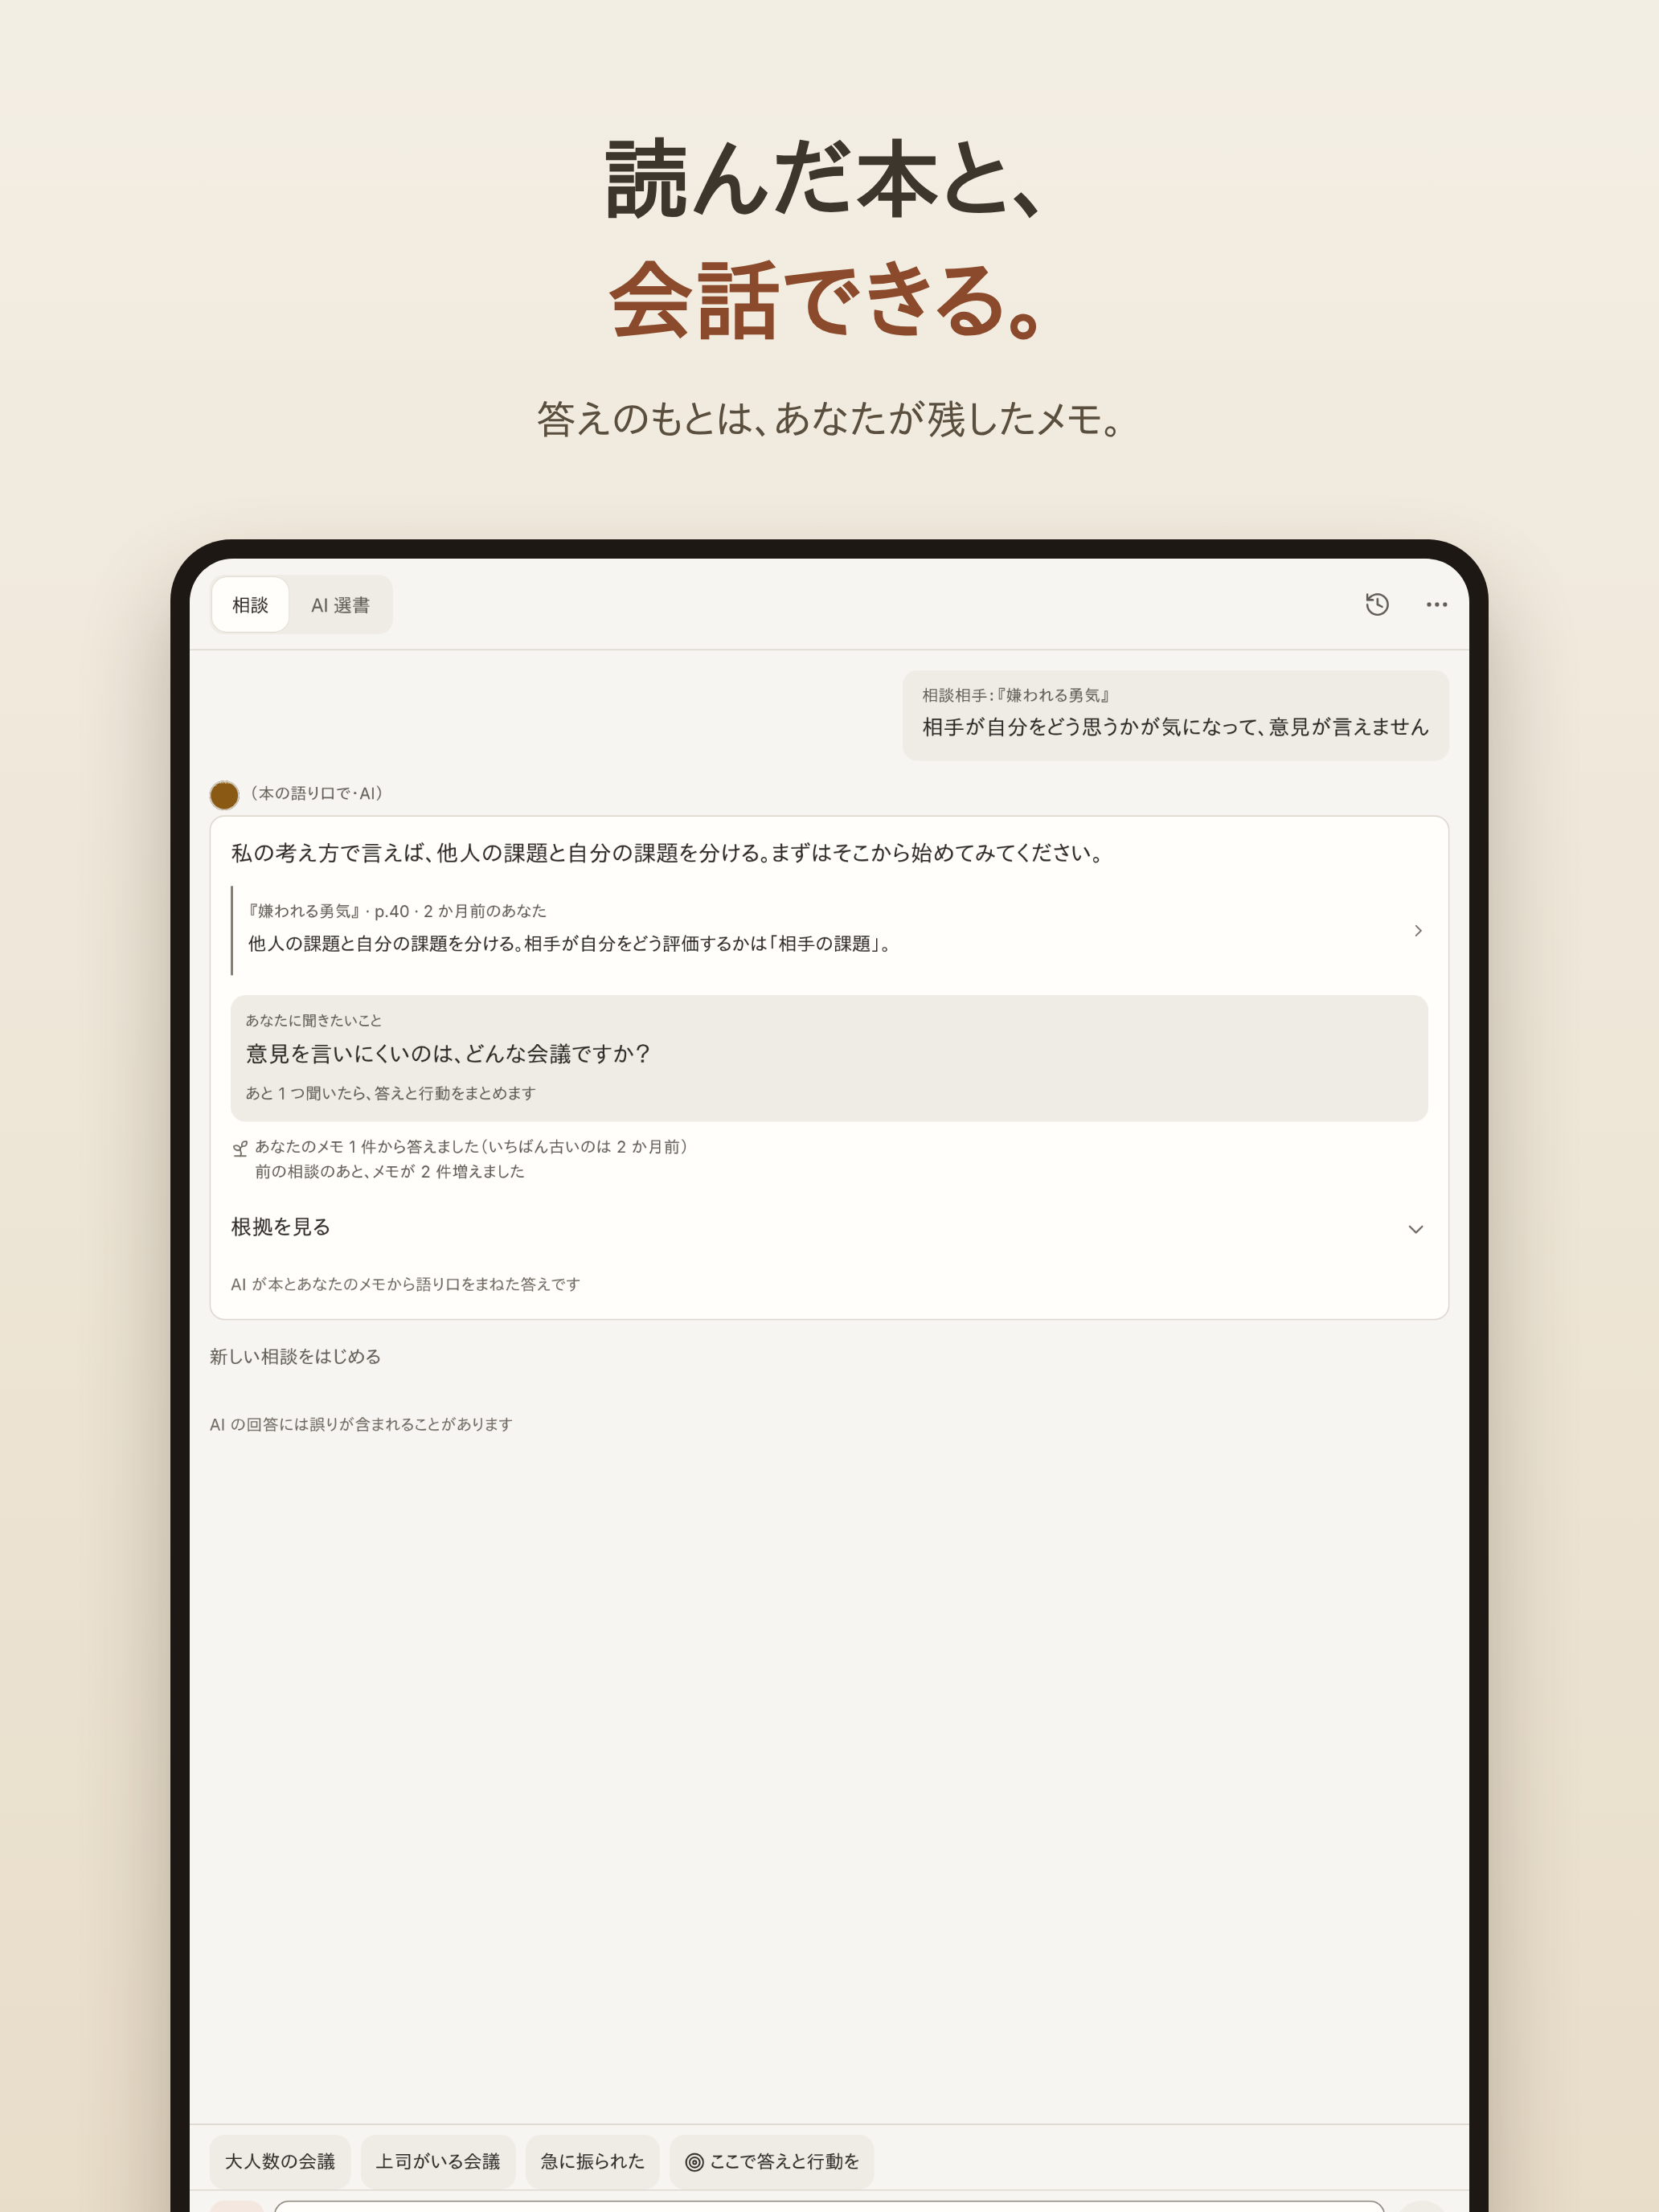 読んだ本と、
会話できる。
答えのもとは、あなたが残したメモ。
相談
AI 選書
相談相手：『嫌われる勇気』
相手が自分をどう思うかが気になって、意見が言えません
（本の語り口で・AI）
私の考え方で言えば、他人の課題と自分の課題を分ける。まずはそこから始めてみてください。
『嫌われる勇気』 · p.40 · 2 か月前のあなた
他人の課題と自分の課題を分ける。相手が自分をどう評価するかは「相手の課題」。
あなたに聞きたいこと
意見を言いにくいのは、どんな会議ですか？
あと 1 つ聞いたら、答えと行動をまとめます
あなたのメモ 1 件から答えました（いちばん古いのは 2 か月前）
前の相談のあと、メモが 2 件増えました
根拠を見る
AI が本とあなたのメモから語り口をまねた答えです
新しい相談をはじめる
AI の回答には誤りが含まれることがあります
大人数の会議
上司がいる会議
急に振られた
ここで答えと行動を